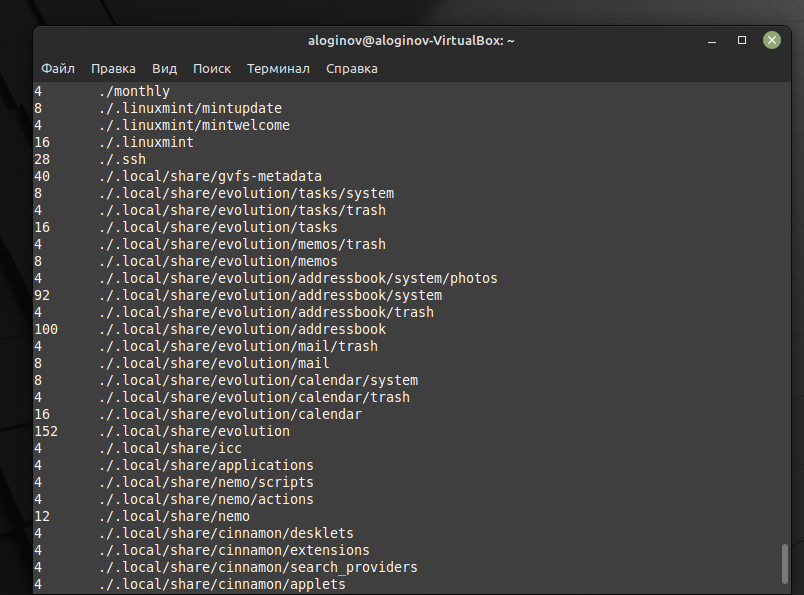 aloginov@aloginov-VirtualBox: ~
Файл Правка Вид Поиск Терминал Справка
4 ./monthly
8 ./.linuxmint/mintupdate
4 ./.linuxmint/mintwelcome
16 ./.linuxmint
28 ./.ssh
40 ./.local/share/gvfs-metadata
8 ./.local/share/evolution/tasks/system
4 ./.local/share/evolution/tasks/trash
16 ./.local/share/evolution/tasks
4 ./.local/share/evolution/memos/trash
8 ./.local/share/evolution/memos
4 ./.local/share/evolution/addressbook/system/photos
92 ./.local/share/evolution/addressbook/system
4 ./.local/share/evolution/addressbook/trash
100 ./.local/share/evolution/addressbook
4 ./.local/share/evolution/mail/trash
8 ./.local/share/evolution/mail
8 ./.local/share/evolution/calendar/system
4 ./.local/share/evolution/calendar/trash
16 ./.local/share/evolution/calendar
152 ./.local/share/evolution
4 ./.local/share/icc
4 ./.local/share/applications
4 ./.local/share/nemo/scripts
4 ./.local/share/nemo/actions
12 ./.local/share/nemo
4 ./.local/share/cinnamon/desklets
4 ./.local/share/cinnamon/extensions
4 ./.local/share/cinnamon/search_providers
4 ./.local/share/cinnamon/applets